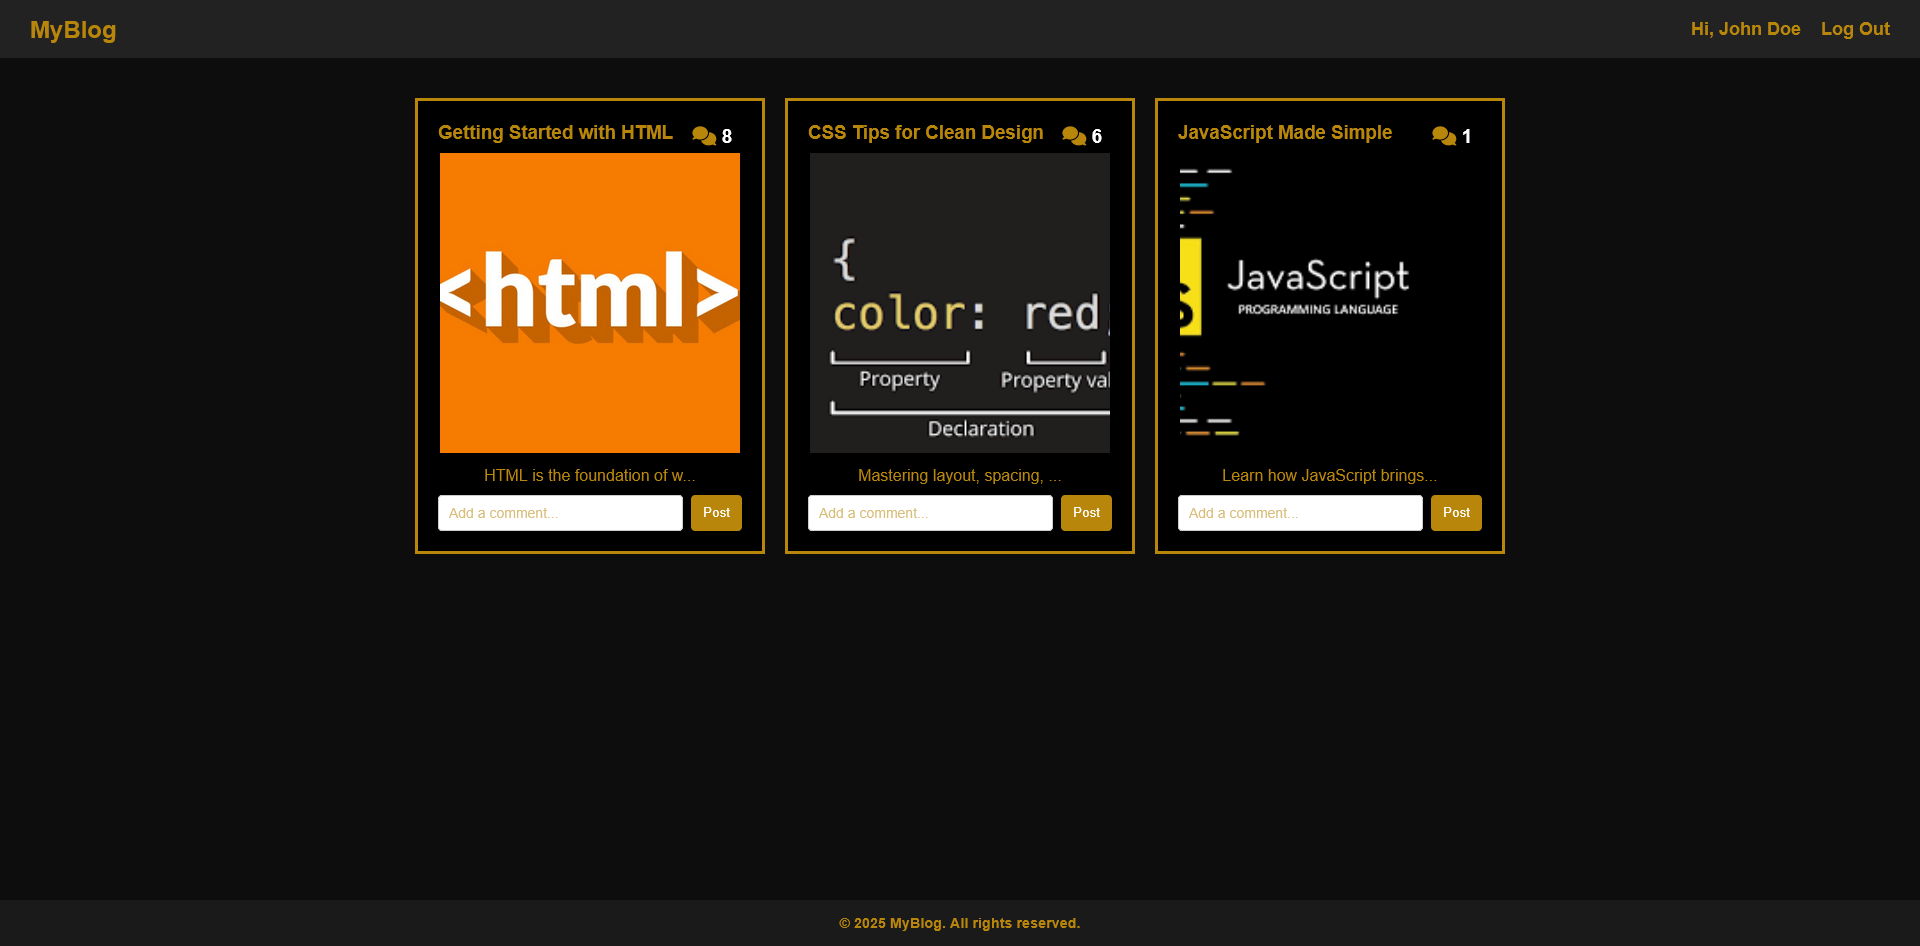 MyBlog
Hi, John Doe Log Out
Getting Started with HTML 8
<html>
HTML is the foundation of w...
Add a comment... Post
CSS Tips for Clean Design 6
{
color: red;
Property Property val
Declaration
Mastering layout, spacing, ...
Add a comment... Post
JavaScript Made Simple 1
S JavaScript
PROGRAMMING LANGUAGE
Learn how JavaScript brings...
Add a comment... Post
© 2025 MyBlog. All rights reserved.